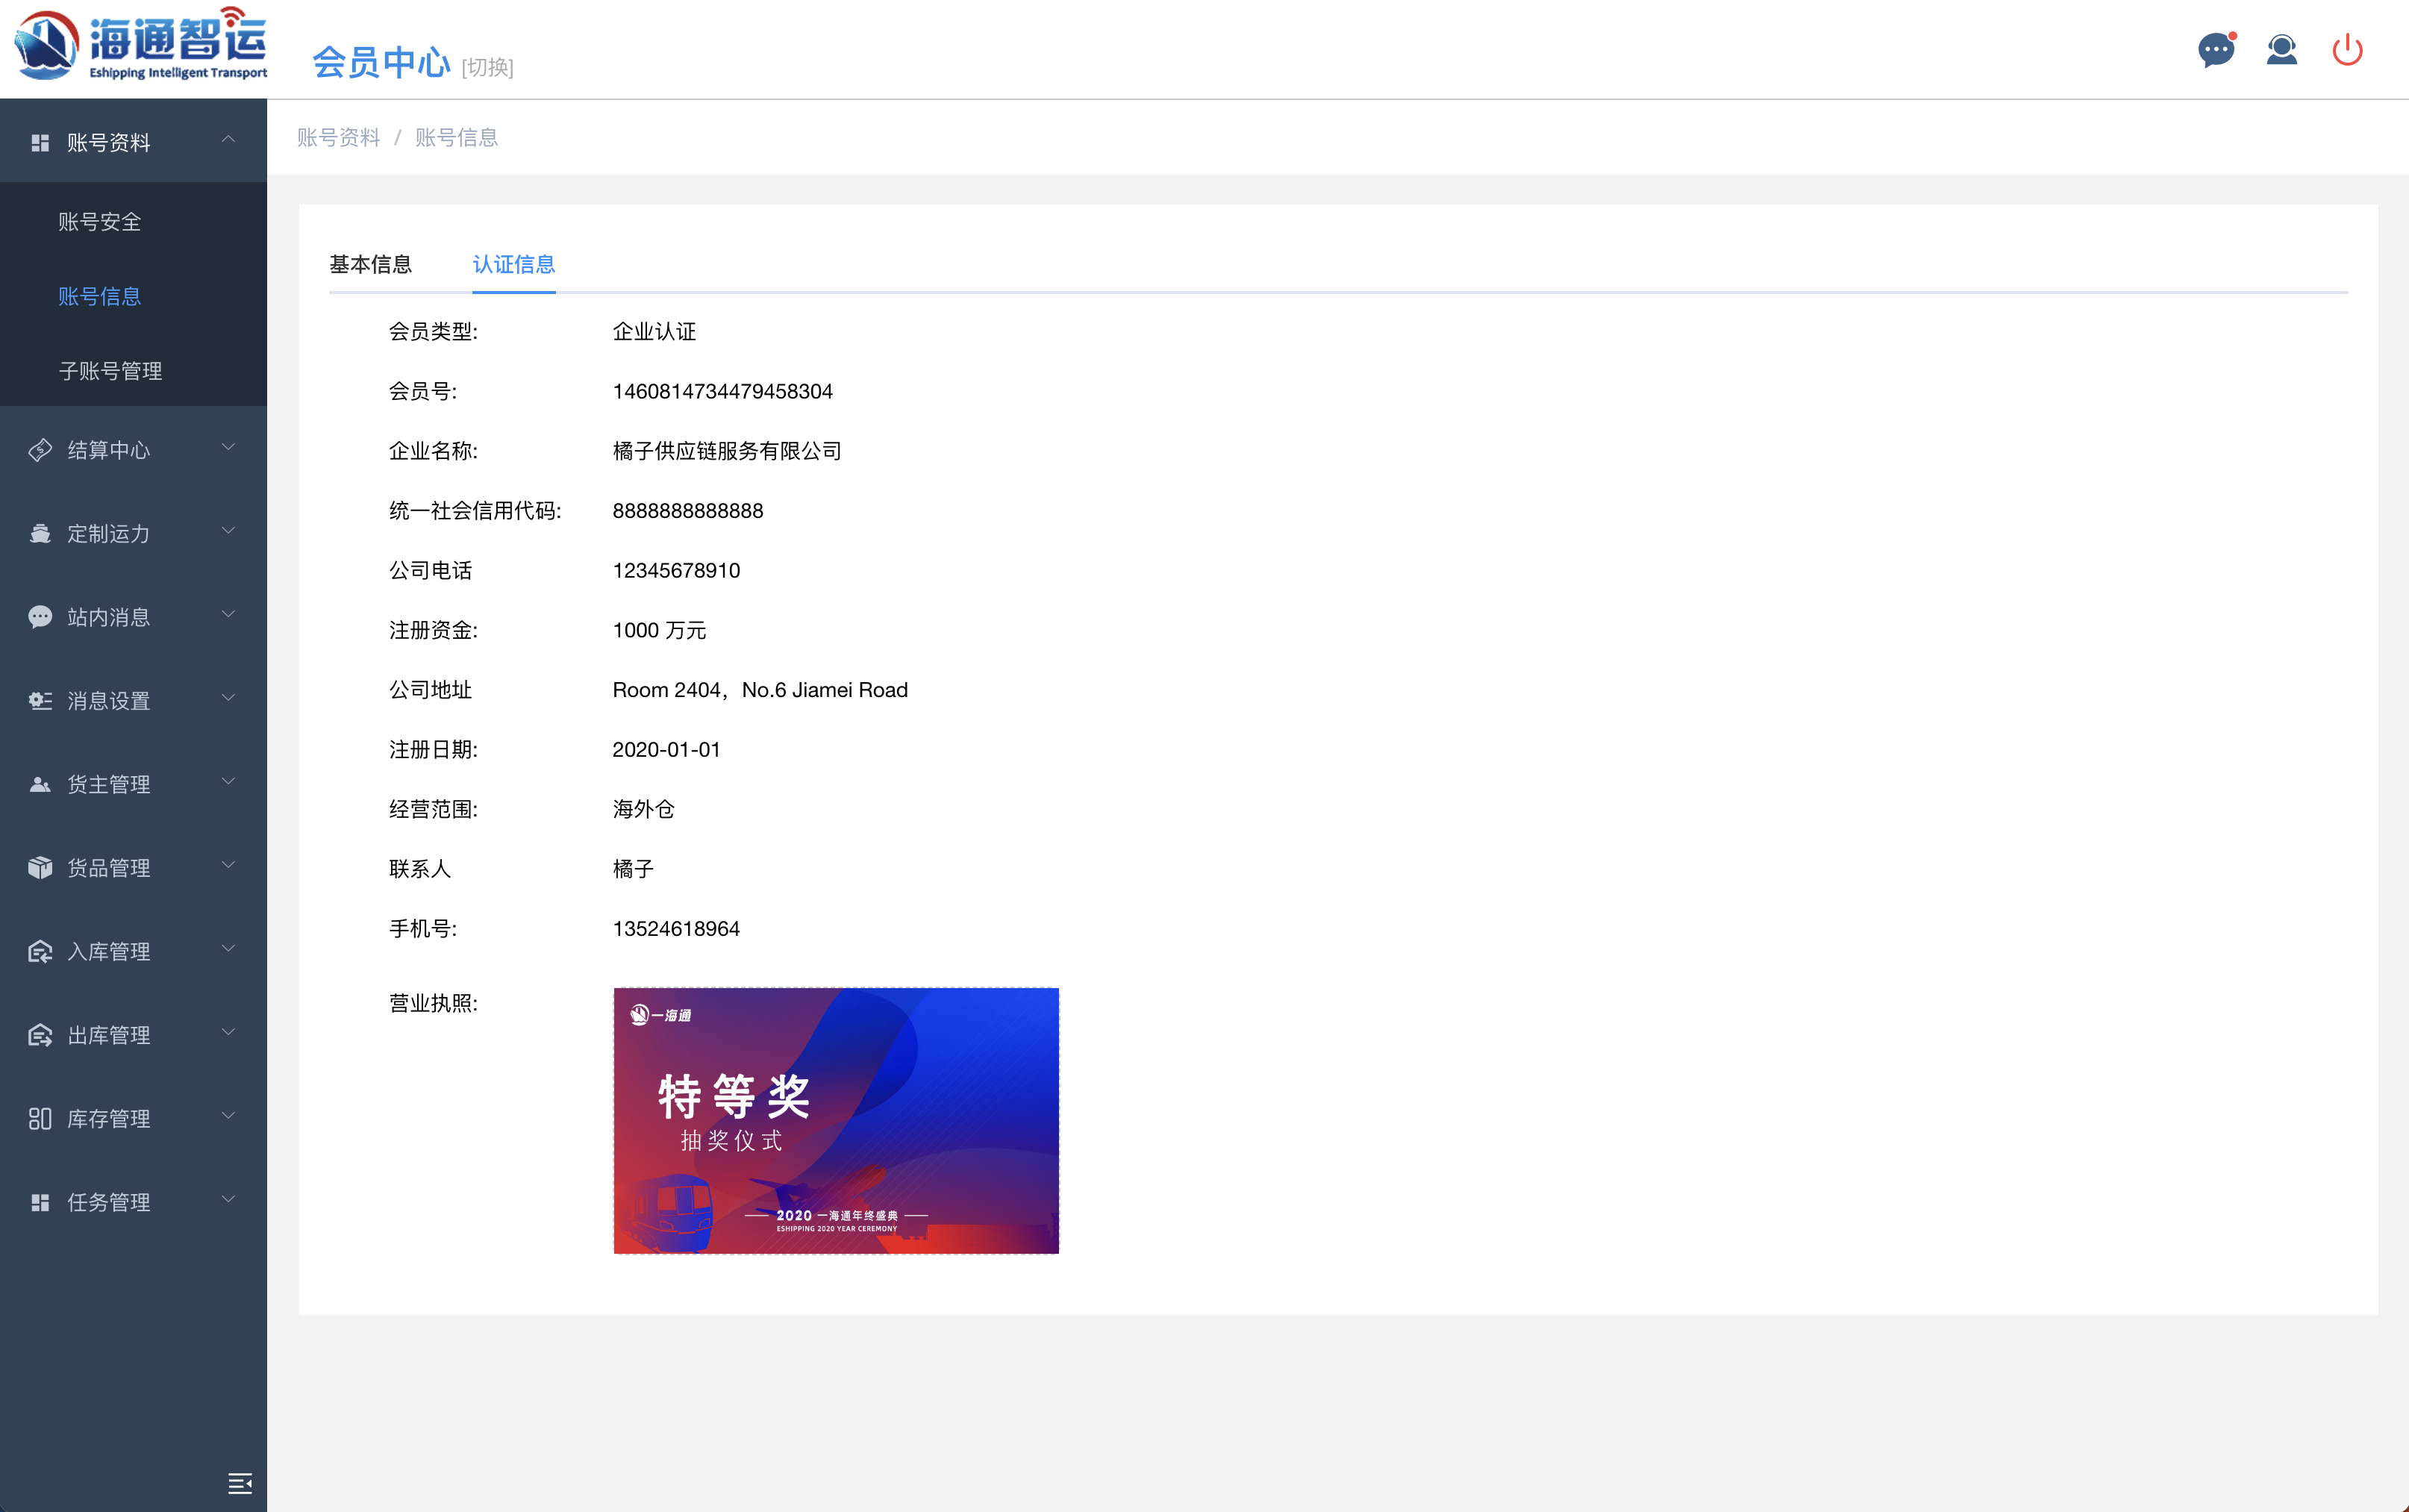 海通智运
Eshipping Intelligent Transport
会员中心 [切换]
账号资料
账号安全
账号信息
子账号管理
结算中心
定制运力
站内消息
消息设置
货主管理
货品管理
入库管理
出库管理
库存管理
任务管理
账号资料 / 账号信息
基本信息 认证信息
会员类型: 企业认证
会员号: 1460814734479458304
企业名称: 橘子供应链服务有限公司
统一社会信用代码: 8888888888888
公司电话 12345678910
注册资金: 1000 万元
公司地址 Room 2404，No.6 Jiamei Road
注册日期: 2020-01-01
经营范围: 海外仓
联系人 橘子
手机号: 13524618964
营业执照:
一海通
特等奖
抽奖仪式
2020 一海通年终盛典
ESHIPPING 2020 YEAR CEREMONY